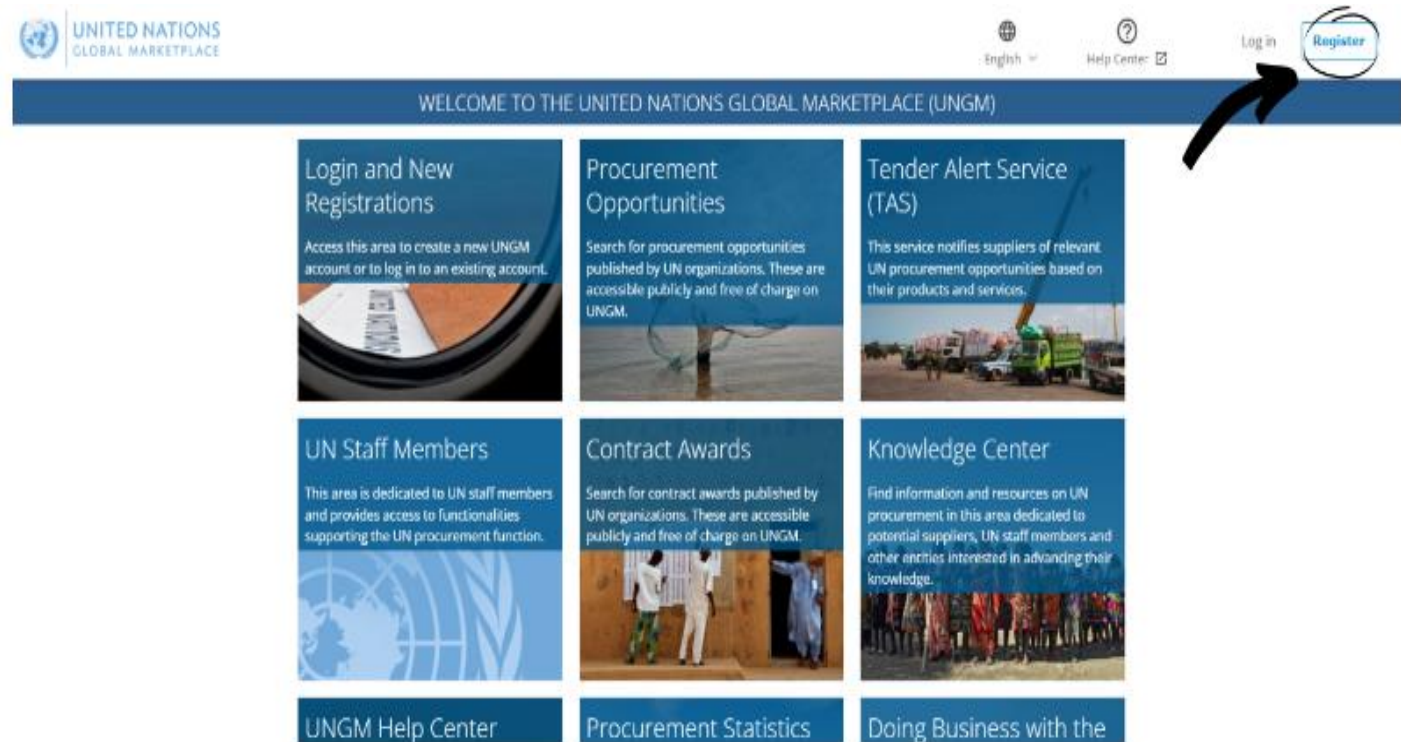 UNITED NATIONS
GLOBAL MARKETPLACE
English
Help Center
Log in
Register
WELCOME TO THE UNITED NATIONS GLOBAL MARKETPLACE (UNGM)
Login and New
Registrations
Access this area to create a new UNGM
account or to log in to an existing account.
UNITED NATIONS
Procurement
Opportunities
Search for procurement opportunities
published by UN organizations. These are
accessible publicly and free of charge on
UNGM.
Tender Alert Service
(TAS)
This service notifies suppliers of relevant
UN procurement opportunities based on
their products and services.
UN Staff Members
This area is dedicated to UN staff members
and provides access to functionalities
supporting the UN procurement function.
Contract Awards
Search for contract awards published by
UN organizations. These are accessible
publicly and free of charge on UNGM.
Knowledge Center
Find information and resources on UN
procurement in this area dedicated to
potential suppliers, UN staff members and
other entities interested in advancing their
knowledge.
UNGM Help Center
Procurement Statistics
Doing Business with the